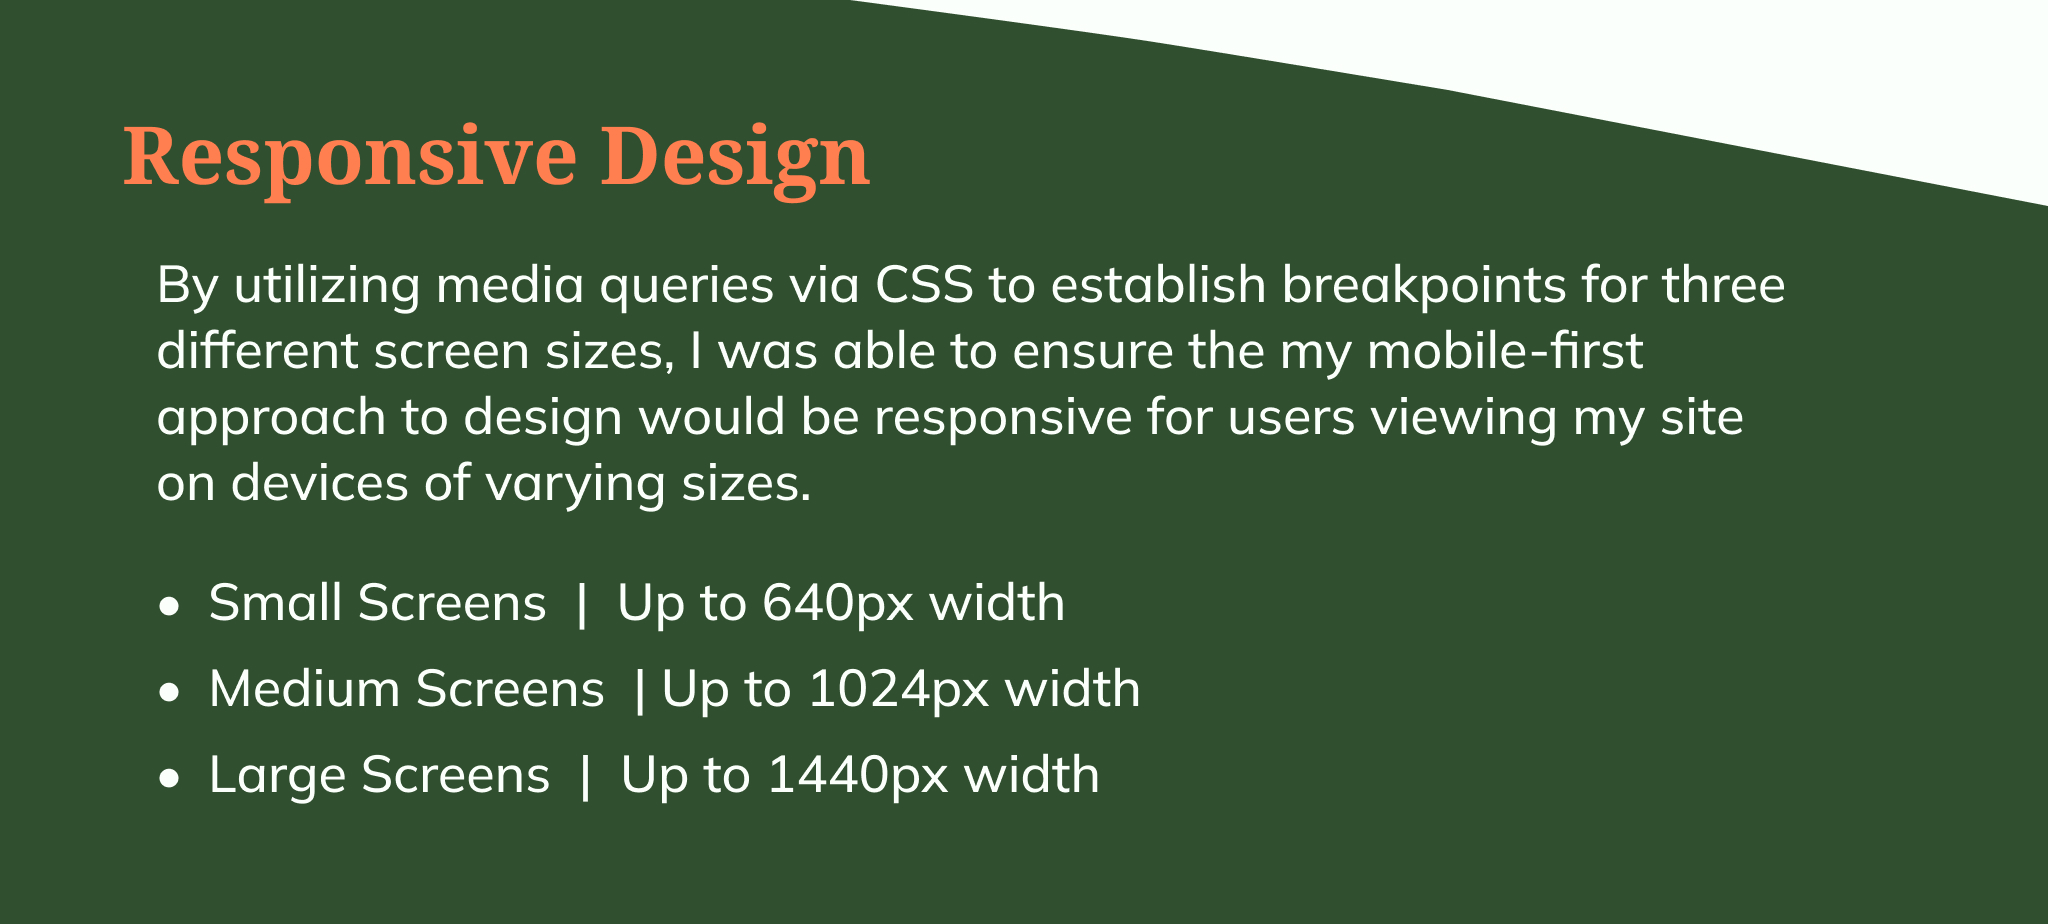 Responsive Design
By utilizing media queries via CSS to establish breakpoints for three
different screen sizes, I was able to ensure the my mobile-first
approach to design would be responsive for users viewing my site
on devices of varying sizes.
• Small Screens | Up to 640px width
• Medium Screens | Up to 1024px width
• Large Screens | Up to 1440px width